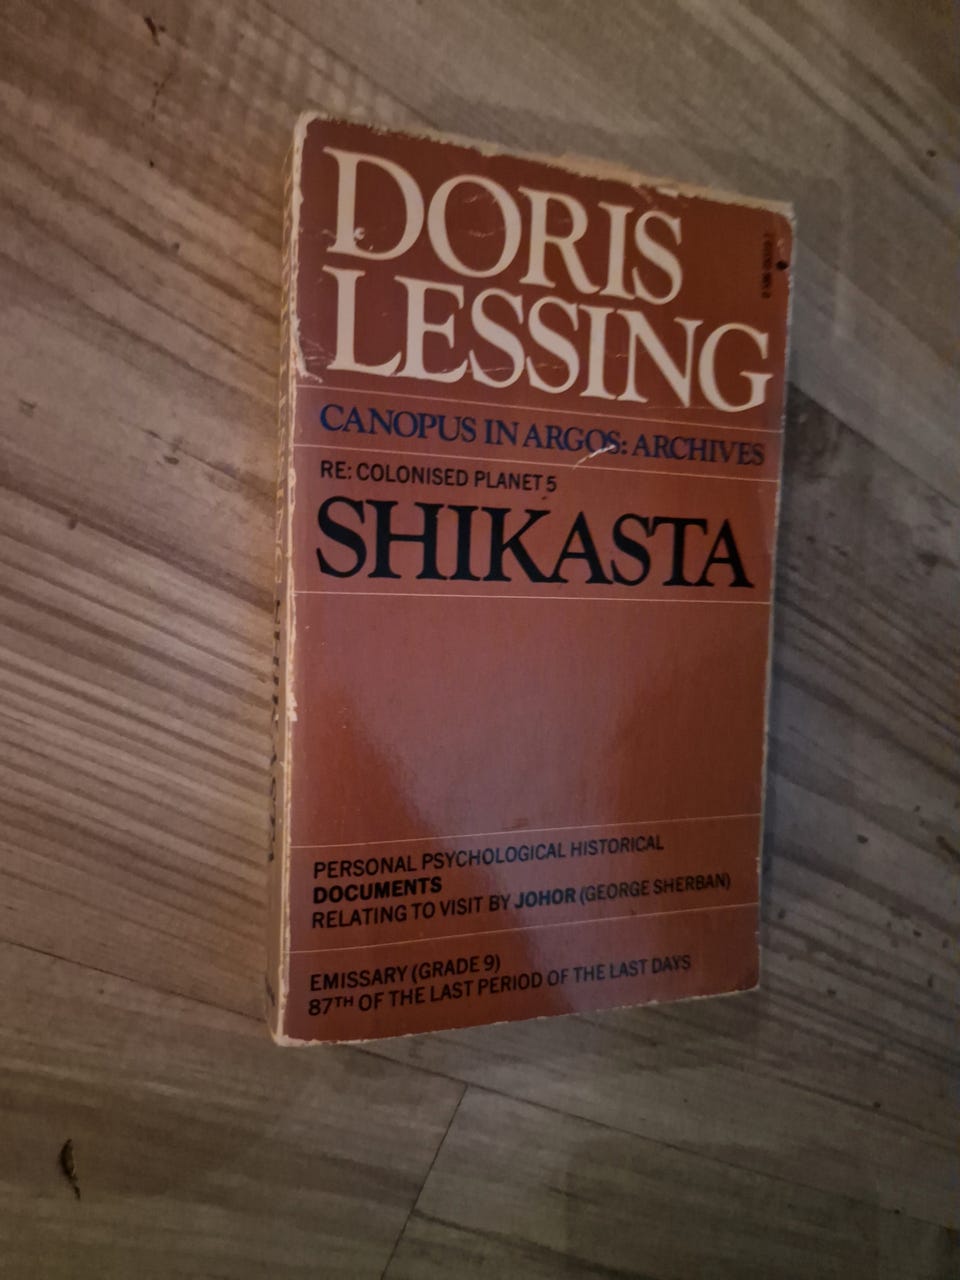 DORIS
LESSING
CANOPUS IN ARGOS: ARCHIVES
RE: COLONISED PLANET 5
SHIKASTA
PERSONAL PSYCHOLOGICAL HISTORICAL
DOCUMENTS
RELATING TO VISIT BY JOHOR (GEORGE SHERBAN)
EMISSARY (GRADE 9)
87TH OF THE LAST PERIOD OF THE LAST DAYS